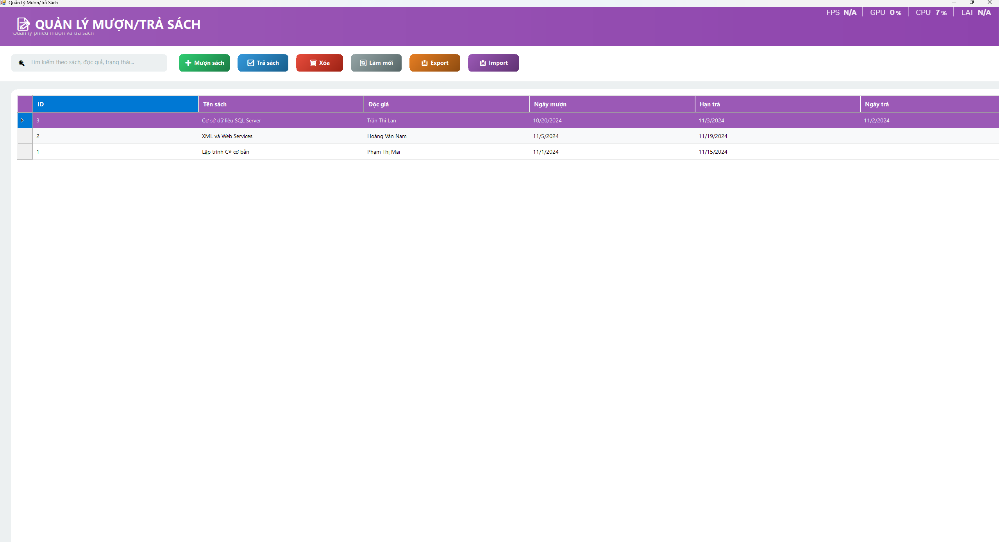 Quản Lý Mượn/Trả Sách
FPS N/A GPU 0% CPU 7% LAT N/A
QUẢN LÝ MƯỢN/TRẢ SÁCH
Quản lý phiếu mượn và trả sách
Tìm kiếm theo sách, độc giả, trạng thái...
Mượn sách
Trả sách
Xóa
Làm mới
Export
Import
ID Tên sách Độc giả Ngày mượn Hạn trả Ngày trả
3 Cơ sở dữ liệu SQL Server Trần Thị Lan 10/20/2024 11/3/2024 11/2/2024
2 XML và Web Services Hoàng Văn Nam 11/5/2024 11/19/2024
1 Lập trình C# cơ bản Phạm Thị Mai 11/1/2024 11/15/2024